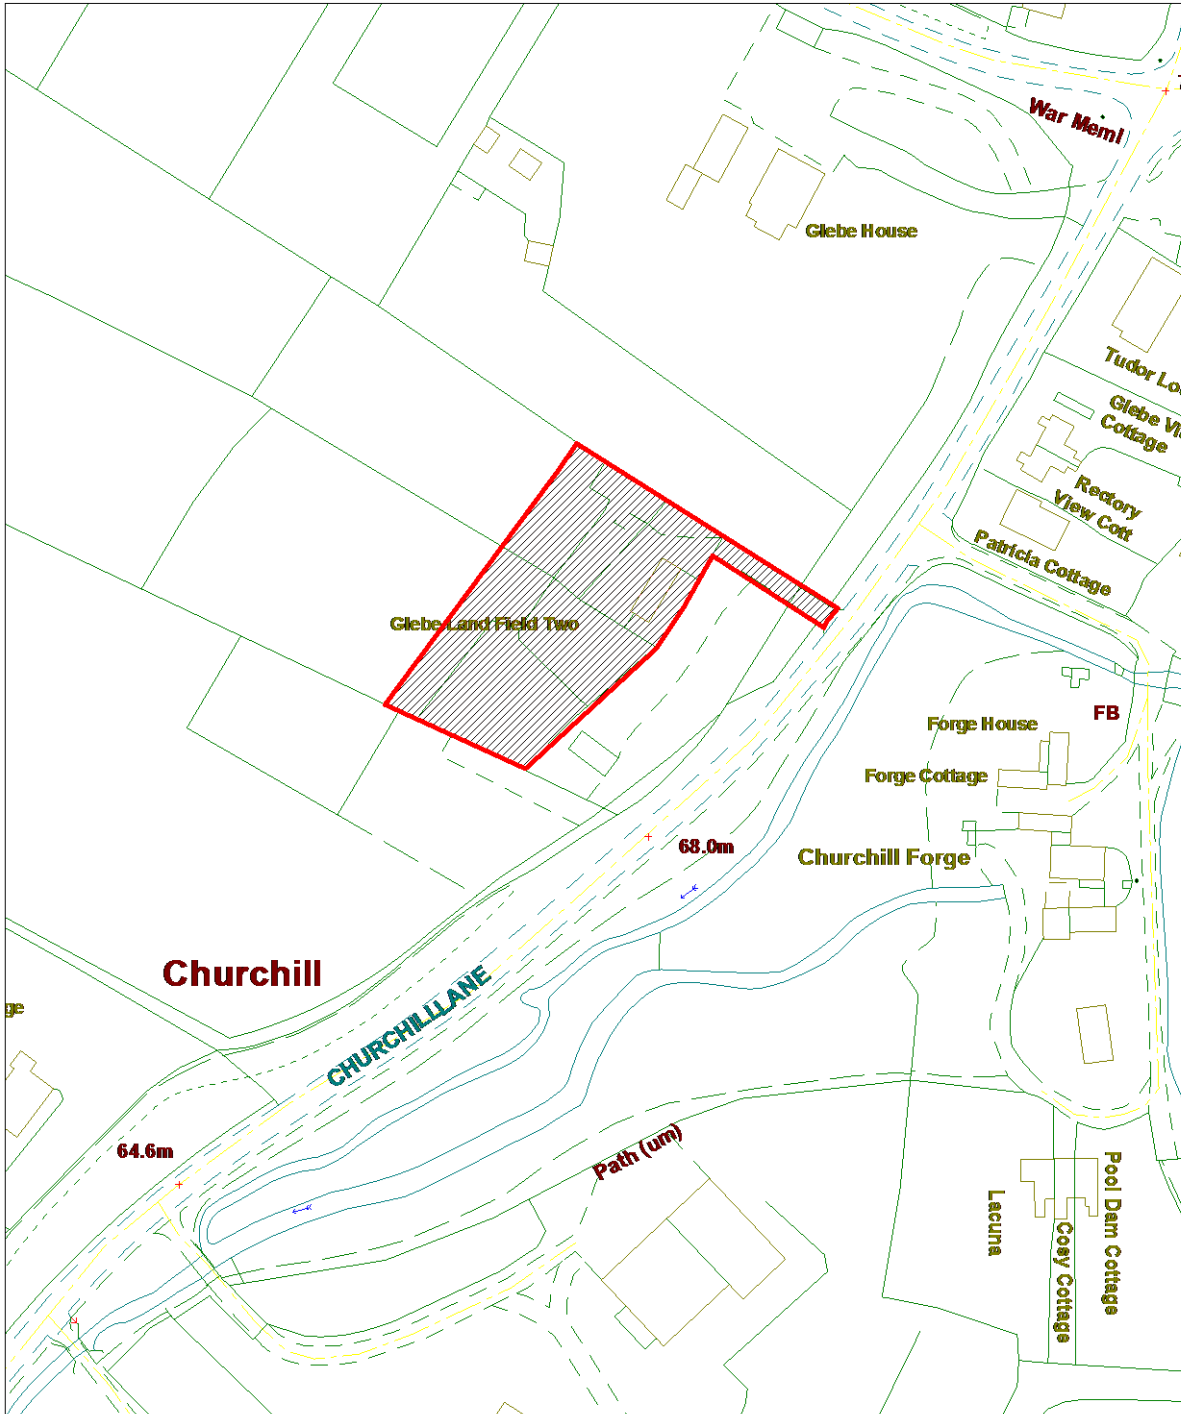 War Meml
Glebe House
Tudor Lo
Glebe Vi
Cottage
Rectory
View Cott
Patricia Cottage
Glebe Land Field Two
FB
Forge House
Forge Cottage
68.0m
Churchill Forge
Churchill
ge
CHURCHILLLANE
64.6m
Path (um)
Lacuna
Cosy Cottage
Pool Dam Cottage